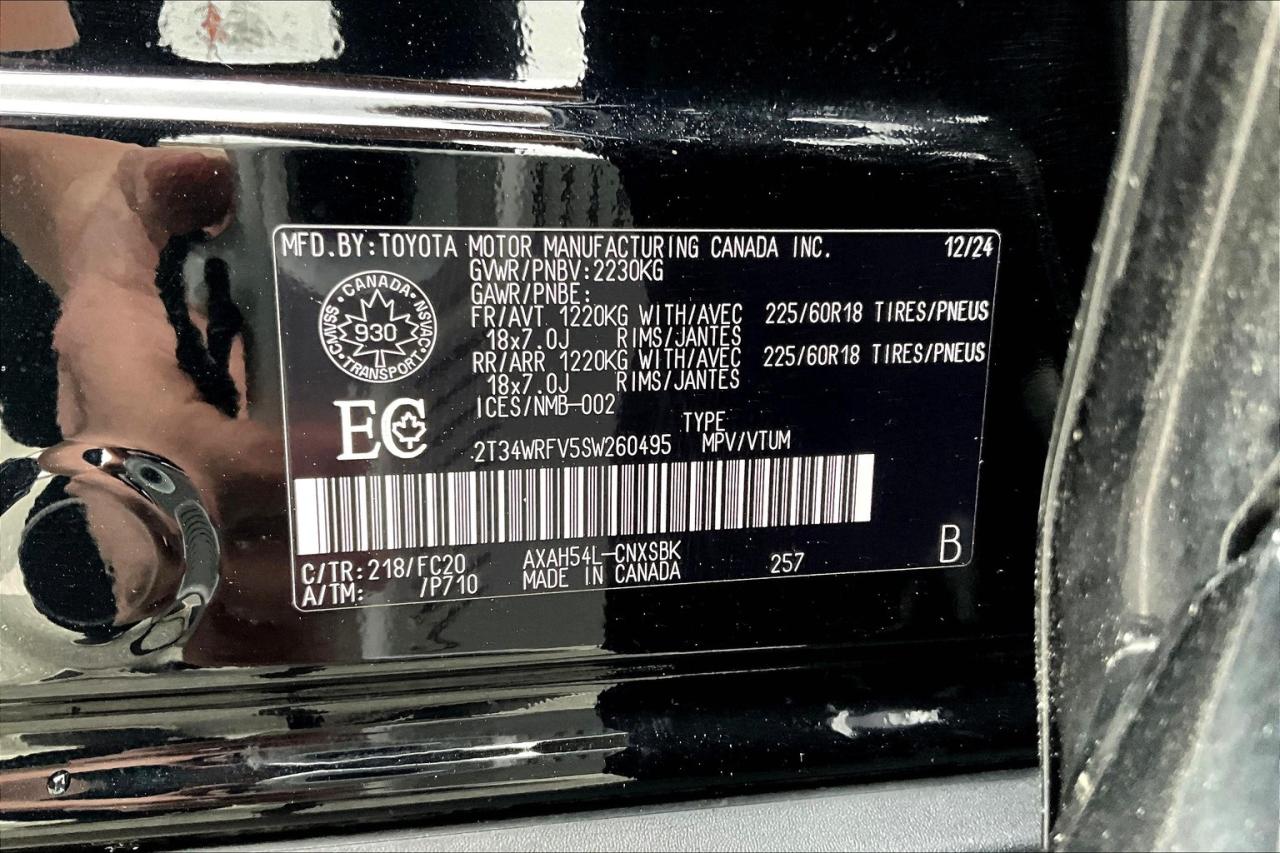 MFD.BY:TOYOTA MOTOR MANUFACTURING CANADA INC. 12/24
GVWR/PNBV:2230KG
GAWR/PNBE:
FR/AVT 1220KG WITH/AVEC 225/60R18 TIRES/PNEUS
18x7.0J RIMS/JANTES
RR/ARR 1220KG WITH/AVEC 225/60R18 TIRES/PNEUS
18x7.0J RIMS/JANTES
ICES/NMB-002
CANADA
CMVSS 930 NSVAC
TRANSPORT
EC
TYPE
2T34WRFV5SW260495 MPV/VTUM
C/TR:218/FC20 AXAH54L-CNXSBK 257 B
A/TM: /P710 MADE IN CANADA